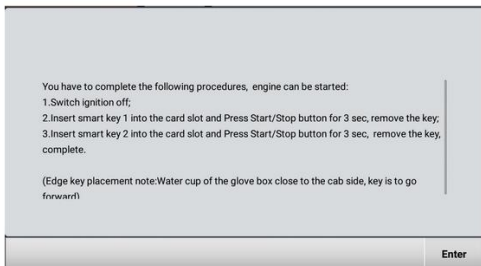 You have to complete the following procedures, engine can be started:
1.Switch ignition off;
2.Insert smart key 1 into the card slot and Press Start/Stop button for 3 sec, remove the key;
3.Insert smart key 2 into the card slot and Press Start/Stop button for 3 sec, remove the key,
complete.
(Edge key placement note:Water cup of the glove box close to the cab side, key is to go
forward)
Enter